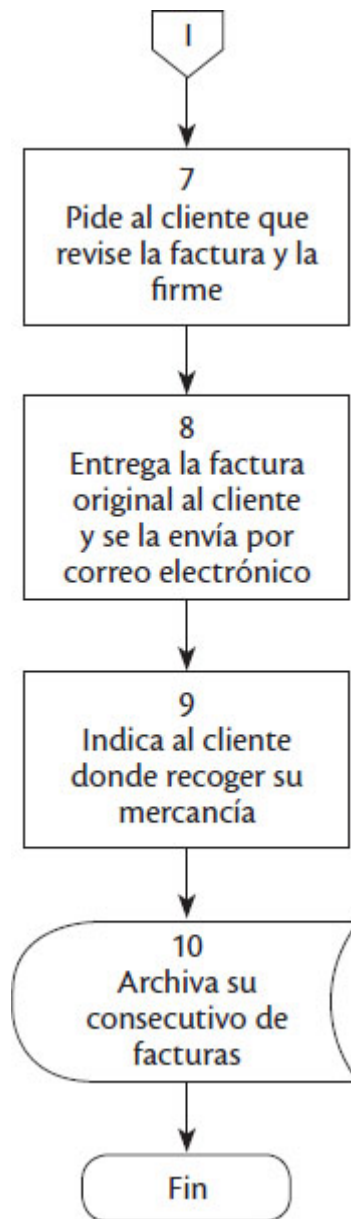 I
7
Pide al cliente que
revise la factura y la
firme
8
Entrega la factura
original al cliente
y se la envía por
correo electrónico
9
Indica al cliente
donde recoger su
mercancía
10
Archiva su
consecutivo de
facturas
Fin